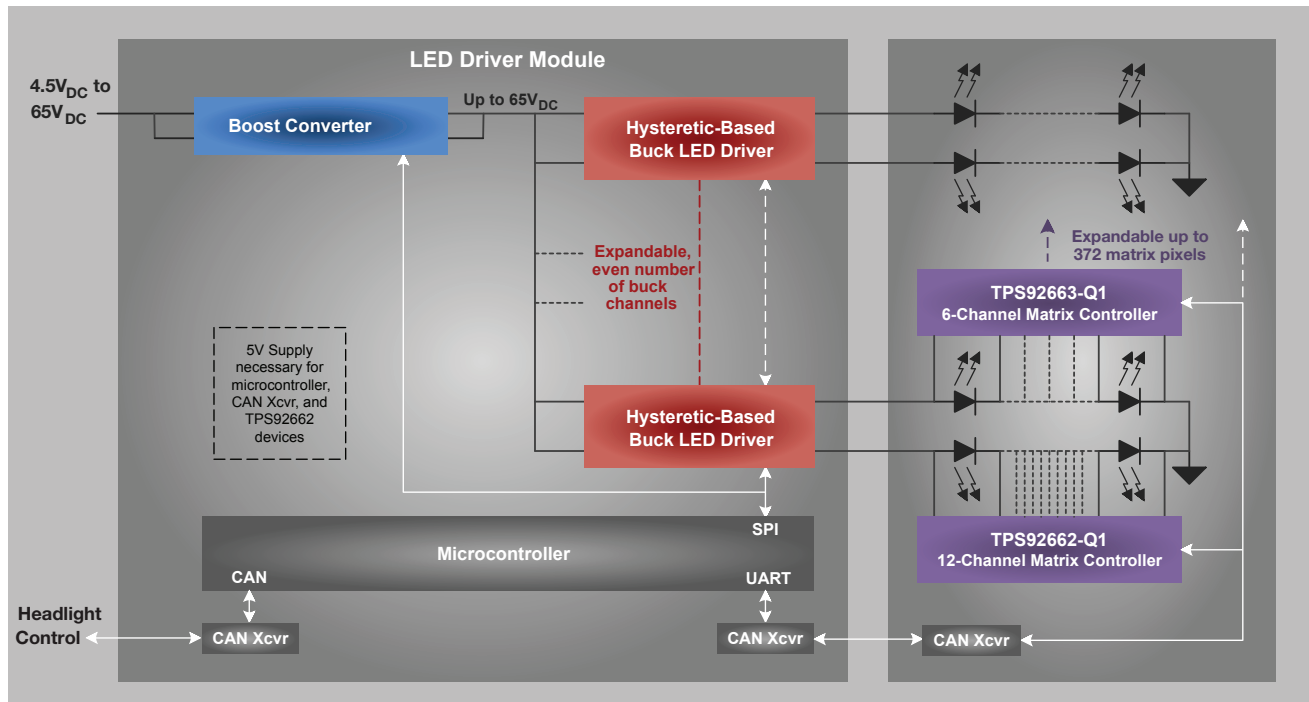 LED Driver Module
4.5VDC to
65VDC
Boost Converter
Up to 65VDC
Hysteretic-Based
Buck LED Driver
Expandable,
even number
of buck
channels
Expandable up to
372 matrix pixels
TPS92663-Q1
6-Channel Matrix Controller
5V Supply
necessary for
microcontroller,
CAN Xcvr, and
TPS92662
devices
Hysteretic-Based
Buck LED Driver
SPI
Microcontroller
CAN
UART
TPS92662-Q1
12-Channel Matrix Controller
Headlight
Control
CAN Xcvr
CAN Xcvr
CAN Xcvr